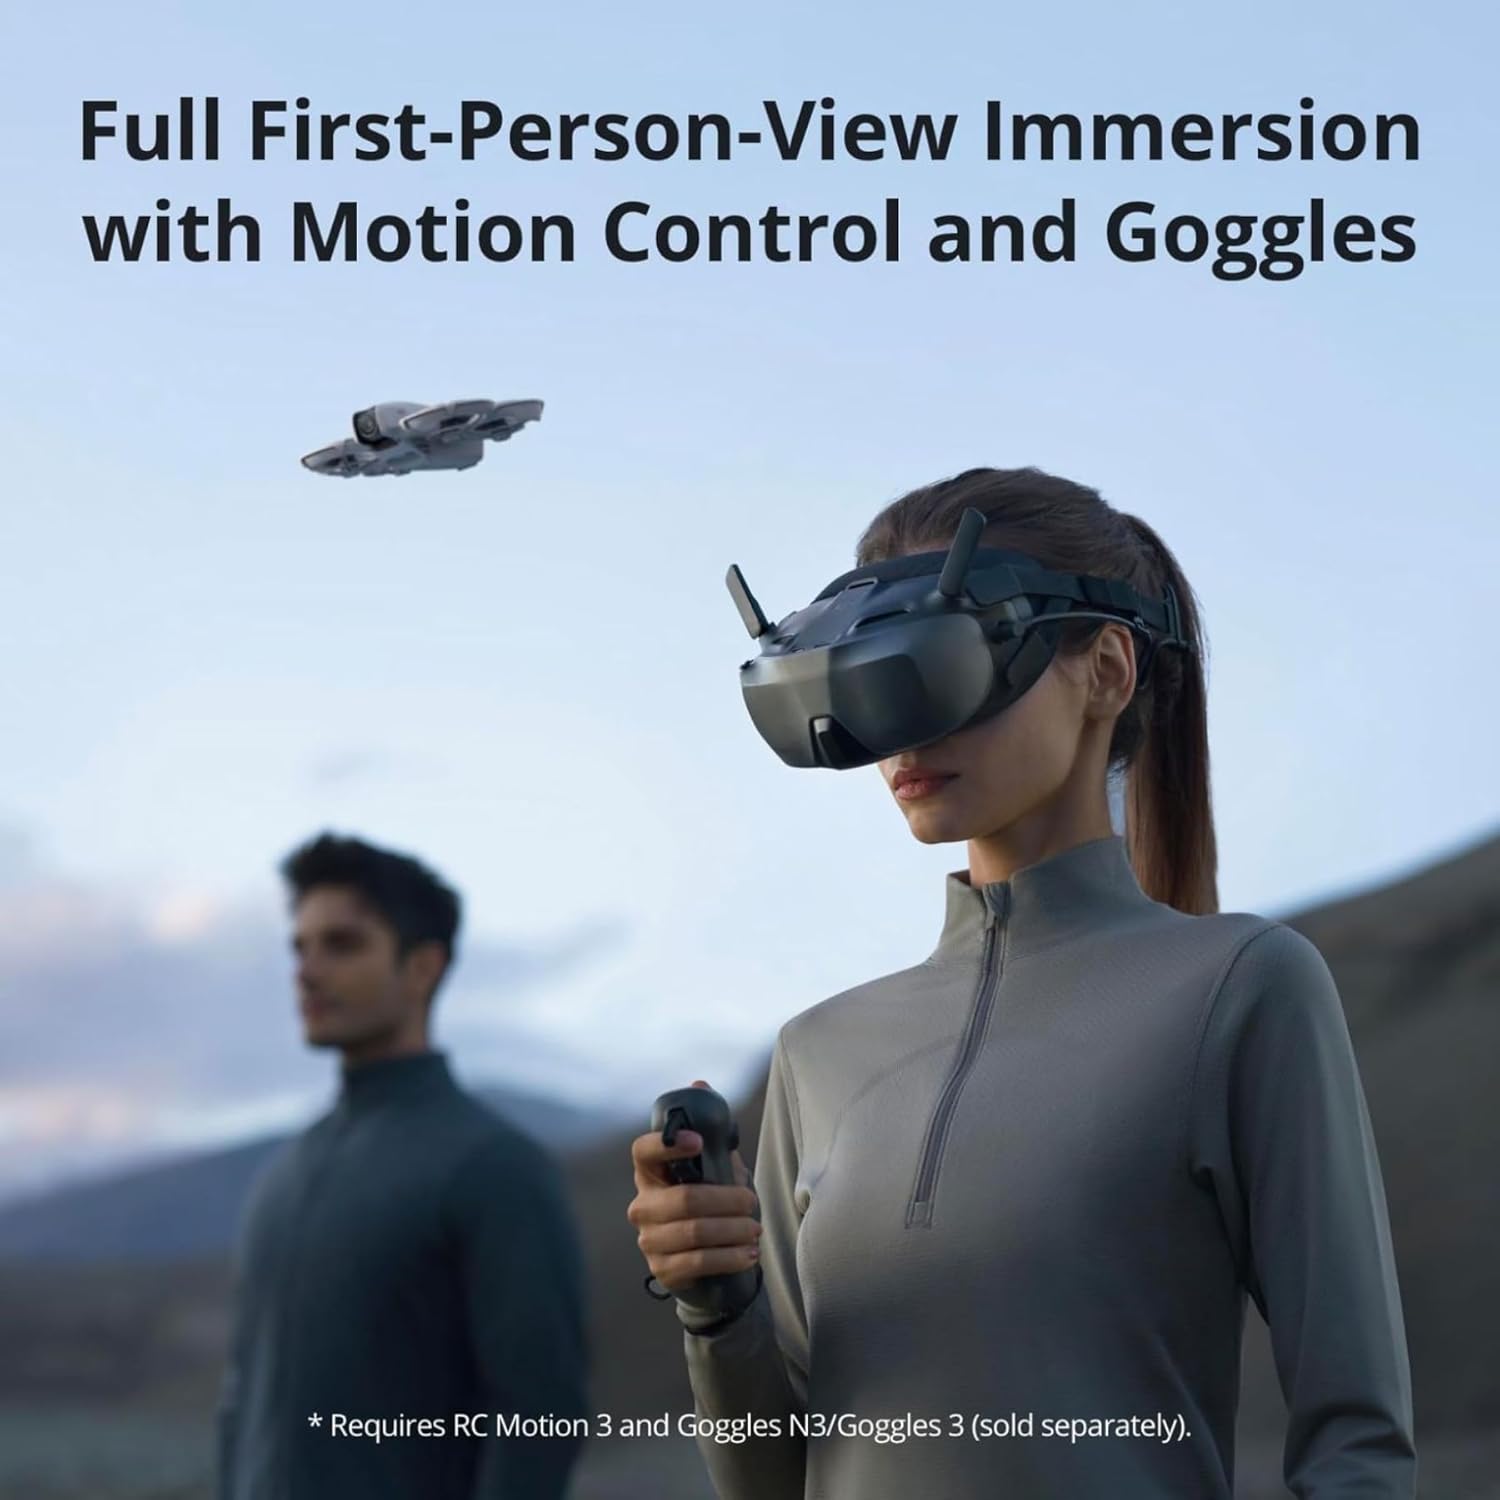 Full First-Person-View Immersion
with Motion Control and Goggles
* Requires RC Motion 3 and Goggles N3/Goggles 3 (sold separately).